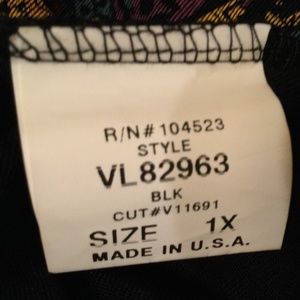 R/N# 104523
STYLE
VL82963
BLK
CUT#V11691
SIZE 1X
MADE IN U.S.A.